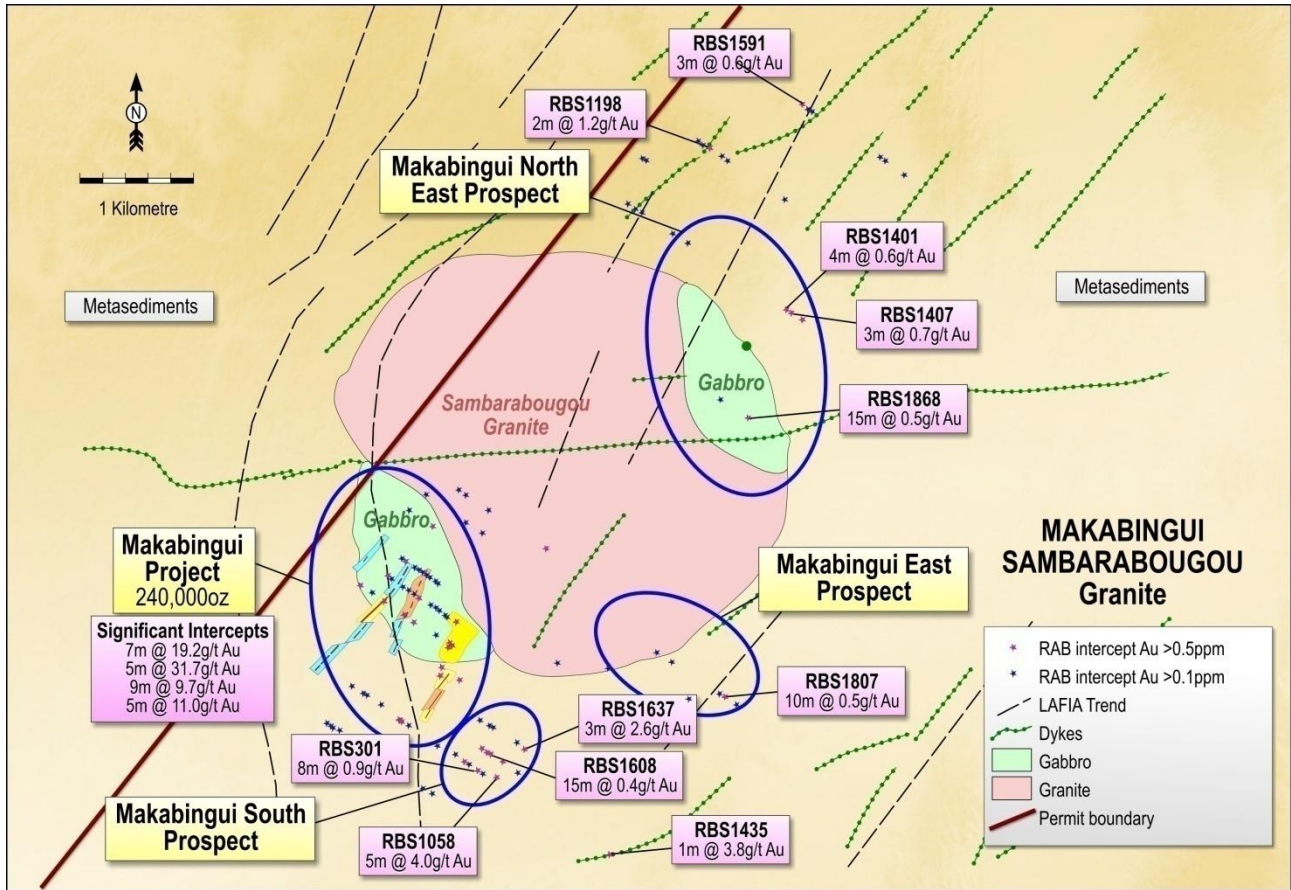 RBS1591
3m @ 0.6g/t Au
RBS1198
2m @ 1.2g/t Au
N
1 Kilometre
Makabingui North
East Prospect
RBS1401
4m @ 0.6g/t Au
Metasediments
Metasediments
RBS1407
3m @ 0.7g/t Au
Gabbro
Sambarabougou
Granite
RBS1868
15m @ 0.5g/t Au
Gabbro
Makabingui
Project
240,000oz
Significant Intercepts
7m @ 19.2g/t Au
5m @ 31.7g/t Au
9m @ 9.7g/t Au
5m @ 11.0g/t Au
Makabingui East
Prospect
RBS1807
10m @ 0.5g/t Au
RBS1637
3m @ 2.6g/t Au
RBS301
8m @ 0.9g/t Au
RBS1608
15m @ 0.4g/t Au
Makabingui South
Prospect
RBS1058
5m @ 4.0g/t Au
RBS1435
1m @ 3.8g/t Au
MAKABINGUI
SAMBARABOUGOU
Granite
RAB intercept Au >0.5ppm
RAB intercept Au >0.1ppm
LAFIA Trend
Dykes
Gabbro
Granite
Permit boundary